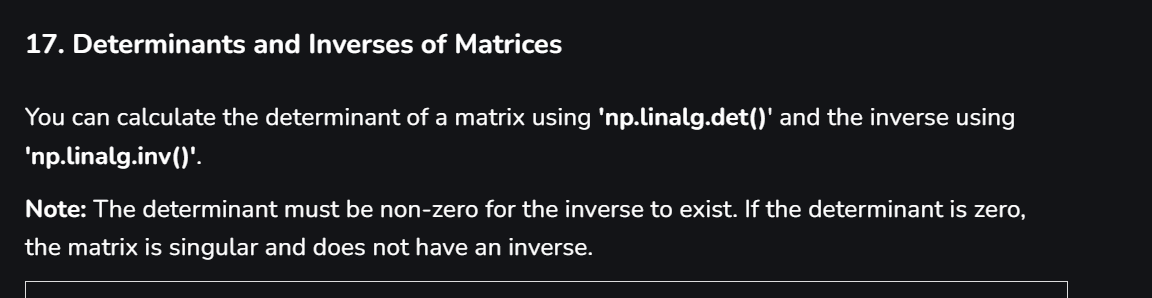 17. Determinants and Inverses of Matrices
You can calculate the determinant of a matrix using 'np.linalg.det()' and the inverse using
'np.linalg.inv()'.
Note: The determinant must be non-zero for the inverse to exist. If the determinant is zero,
the matrix is singular and does not have an inverse.